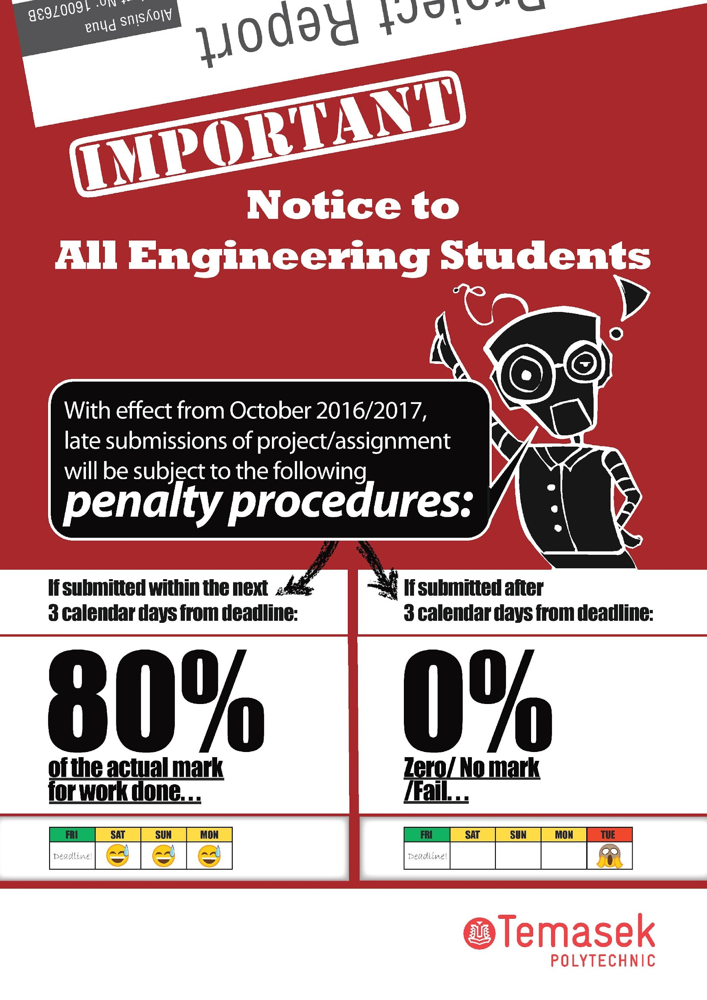 Project Report
Aloysius Phua
No: 1600763B
IMPORTANT
Notice to
All Engineering Students
With effect from October 2016/2017,
late submissions of project/assignment
will be subject to the following
penalty procedures:
If submitted within the next
3 calendar days from deadline:
80%
of the actual mark
for work done...
FRI SAT SUN MON
Deadline!
If submitted after
3 calendar days from deadline:
0%
Zero/ No mark
/Fail...
FRI SAT SUN MON TUE
Deadline!
Temasek
POLYTECHNIC